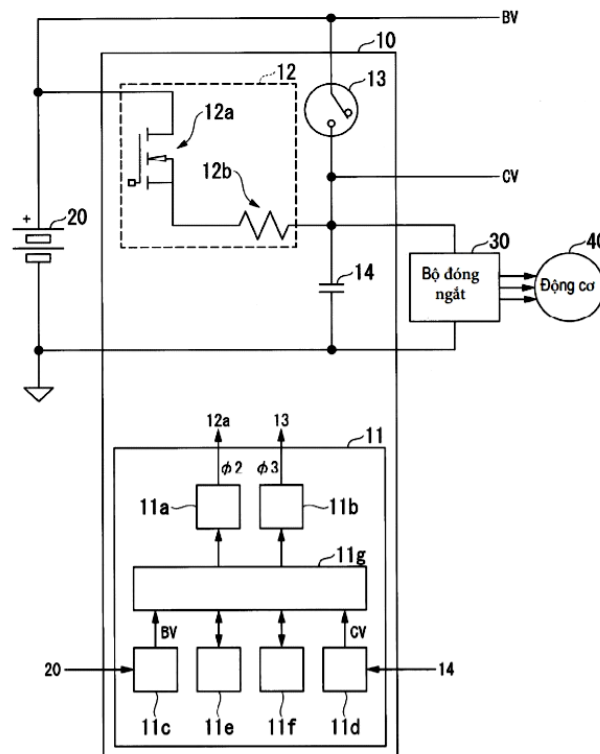 BV
10
12
13
12a
12b
CV
+
20
14
30
40
Bộ đóng
ngắt
Động cơ
12a
13
11
φ2
φ3
11a
11b
11g
BV
CV
20
14
11c
11e
11f
11d